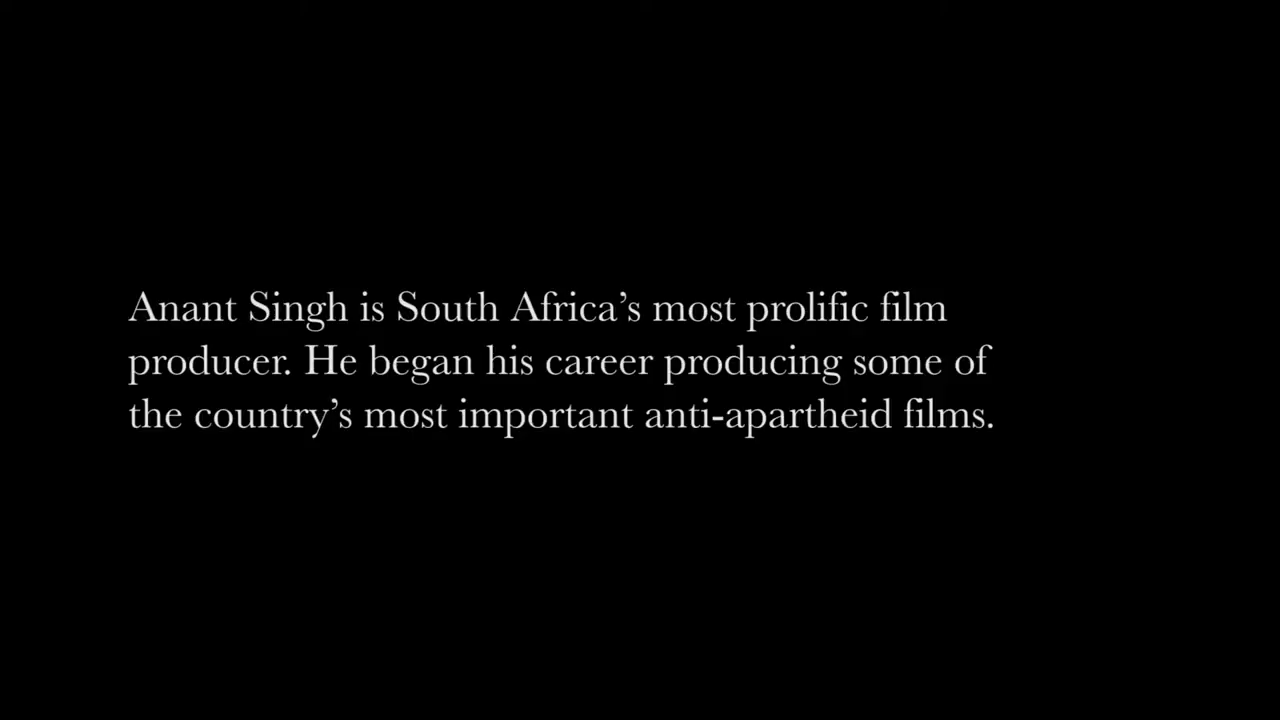 Anant Singh is South Africa’s most prolific film
producer. He began his career producing some of
the country’s most important anti-apartheid films.